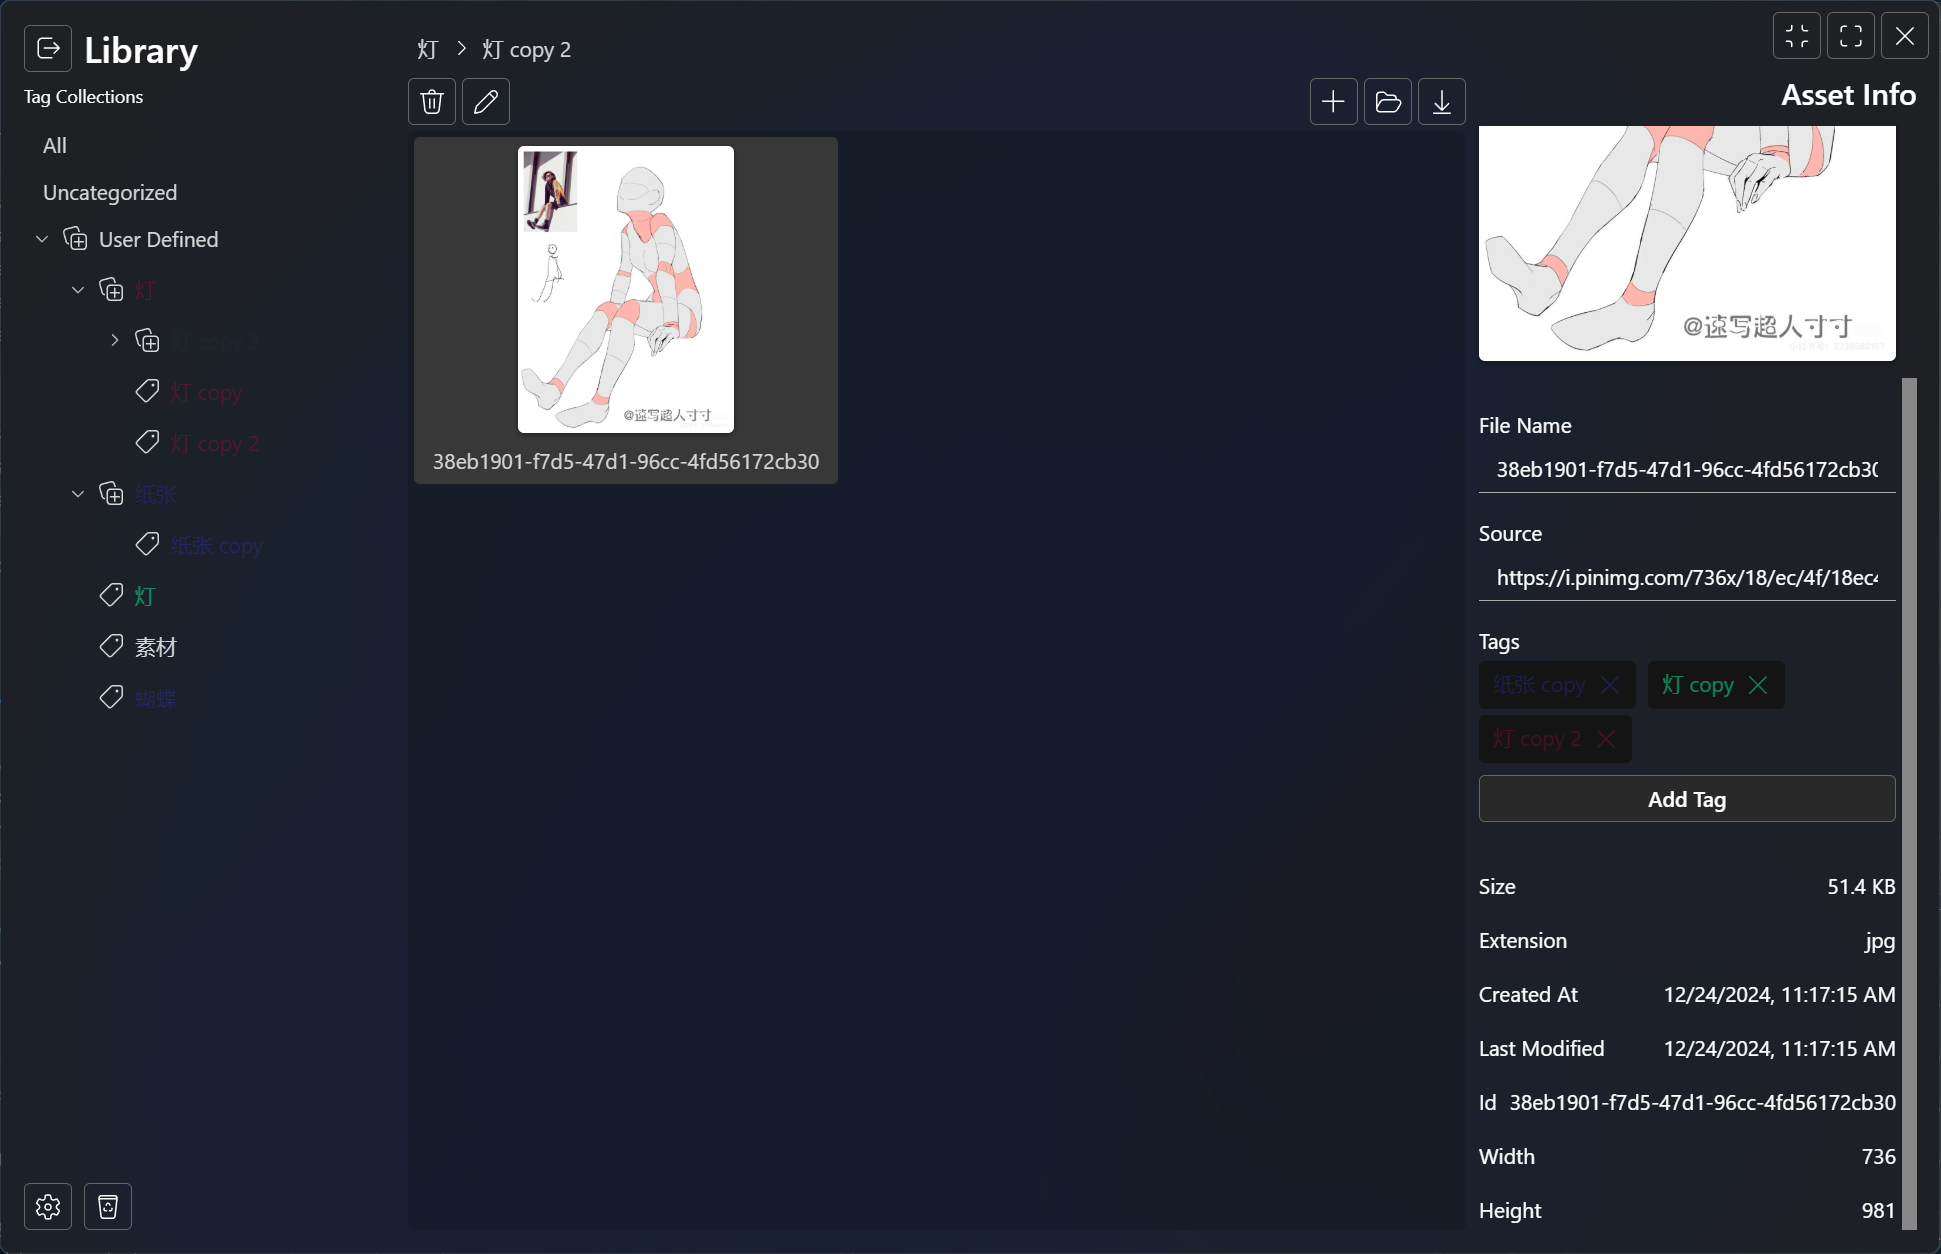 Library
Tag Collections
All
Uncategorized
User Defined
灯
灯 copy 2
灯 copy
灯 copy 2
纸张
纸张 copy
灯
素材
蝴蝶
灯 > 灯 copy 2
@速写超人寸寸
38eb1901-f7d5-47d1-96cc-4fd56172cb30
Asset Info
@速写超人寸寸
File Name
38eb1901-f7d5-47d1-96cc-4fd56172cb30
Source
https://i.pinimg.com/736x/18/ec/4f/18ec4
Tags
纸张 copy
灯 copy
灯 copy 2
Add Tag
Size 51.4 KB
Extension jpg
Created At 12/24/2024, 11:17:15 AM
Last Modified 12/24/2024, 11:17:15 AM
Id 38eb1901-f7d5-47d1-96cc-4fd56172cb30
Width 736
Height 981